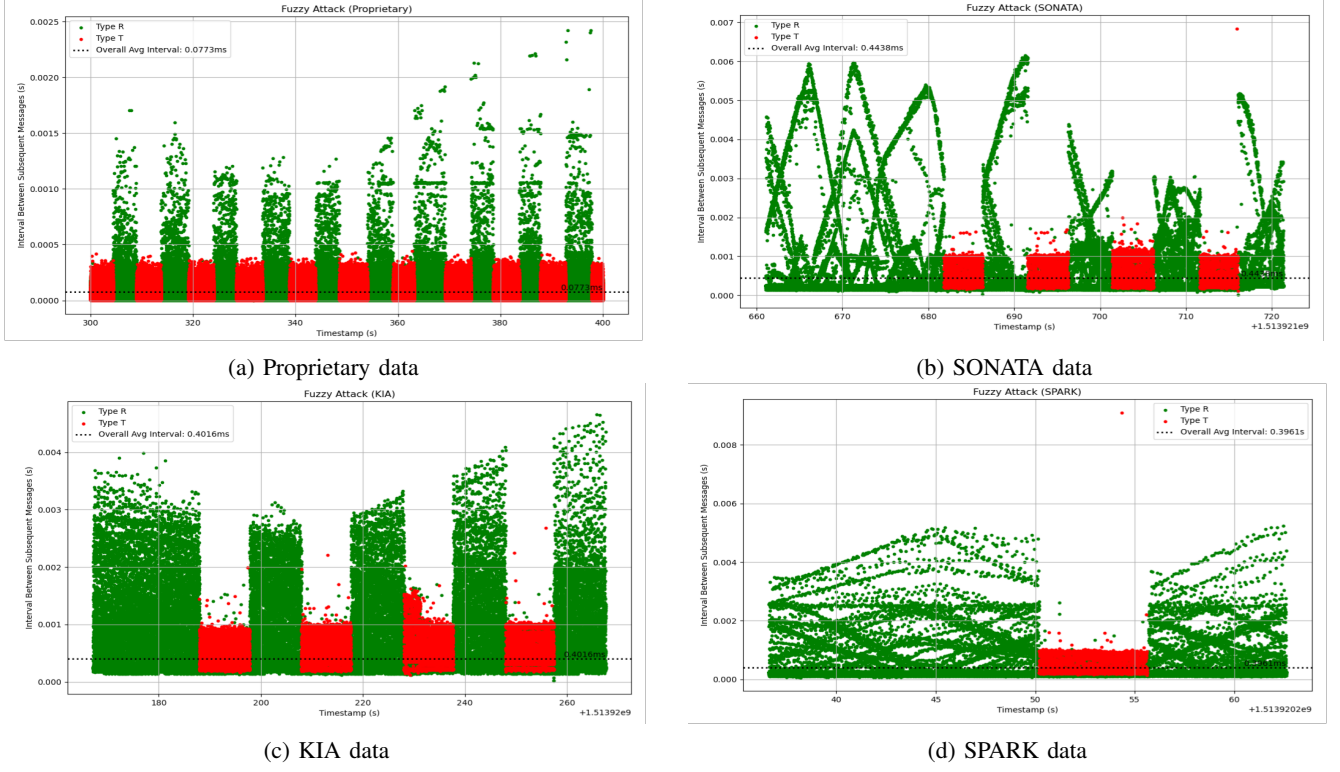 Fuzzy Attack (Proprietary)
Type R
Type T
Overall Avg Interval: 0.0773ms
Interval Between Subsequent Messages (s)
0.0025
0.0020
0.0015
0.0010
0.0005
0.0000
0.0773ms
300 320 340 360 380 400
Timestamp (s)
(a) Proprietary data
Fuzzy Attack (SONATA)
Type R
Type T
Overall Avg Interval: 0.4438ms
Interval Between Subsequent Messages (s)
0.007
0.006
0.005
0.004
0.003
0.002
0.001
0.000
660 670 680 690 700 710 720
Timestamp (s)
+1.513921e9
(b) SONATA data
Fuzzy Attack (KIA)
Type R
Type T
Overall Avg Interval: 0.4016ms
Interval Between Subsequent Messages (s)
0.004
0.003
0.002
0.001
0.000
0.4016ms
180 200 220 240 260
Timestamp (s)
+1.51392e9
(c) KIA data
Fuzzy Attack (SPARK)
Type R
Type T
Overall Avg Interval: 0.3961s
Interval Between Subsequent Messages (s)
0.008
0.006
0.004
0.002
0.000
40 45 50 55 60
Timestamp (s)
+1.5139202e9
(d) SPARK data